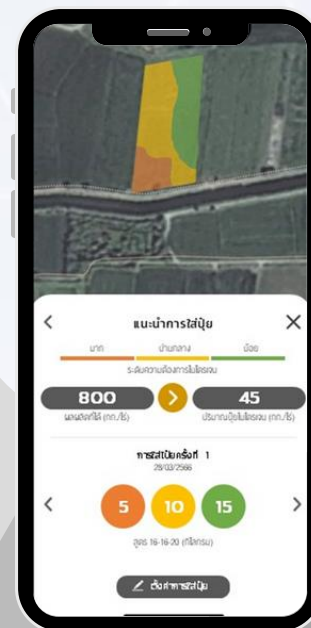 แนะนำการใส่ปุ๋ย
มาก ปานกลาง น้อย
ระดับความต้องการไนโตรเจน
800 45
ผลผลิตที่ได้ (กก./ไร่) ปริมาณปุ๋ยไนโตรเจน (กก./ไร่)
การใส่ปุ๋ยครั้งที่ 1
28/03/2566
5 10 15
สูตร 16-16-20 (กิโลกรัม)
ตั้งค่าการใส่ปุ๋ย